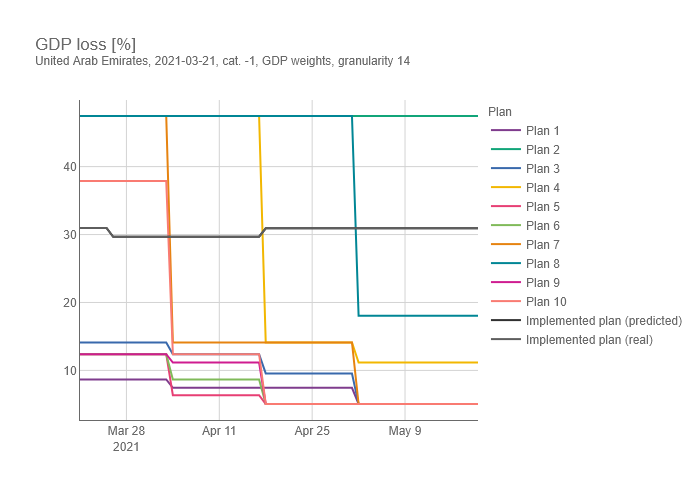 GDP loss [%]
United Arab Emirates, 2021-03-21, cat. -1, GDP weights, granularity 14
Plan
Plan 1
Plan 2
Plan 3
Plan 4
Plan 5
Plan 6
Plan 7
Plan 8
Plan 9
Plan 10
Implemented plan (predicted)
Implemented plan (real)
40
30
20
10
Mar 28
2021
Apr 11
Apr 25
May 9